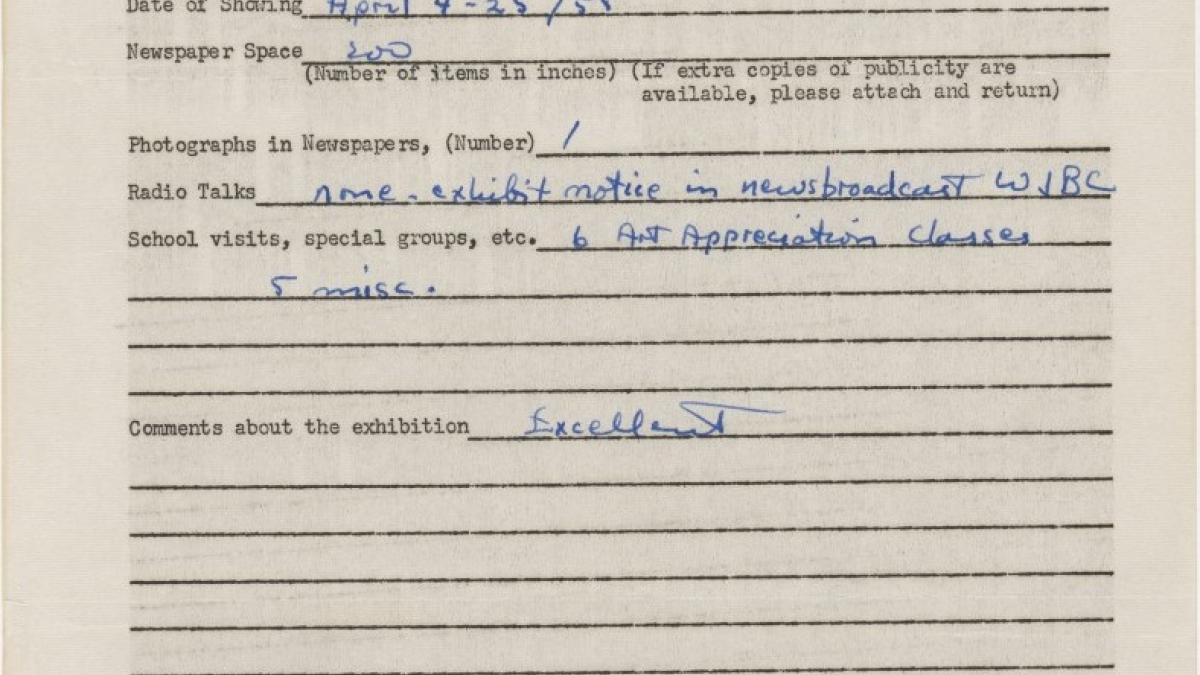 Date of Showing April 4-25/55
Newspaper Space 200
(Number of items in inches) (If extra copies of publicity are
available, please attach and return)
Photographs in Newspapers, (Number) 1
Radio Talks none - exhibit notice in newsbroadcast WJBC
School visits, special groups, etc. 6 Art Appreciation Classes
5 misc.
Comments about the exhibition Excellent